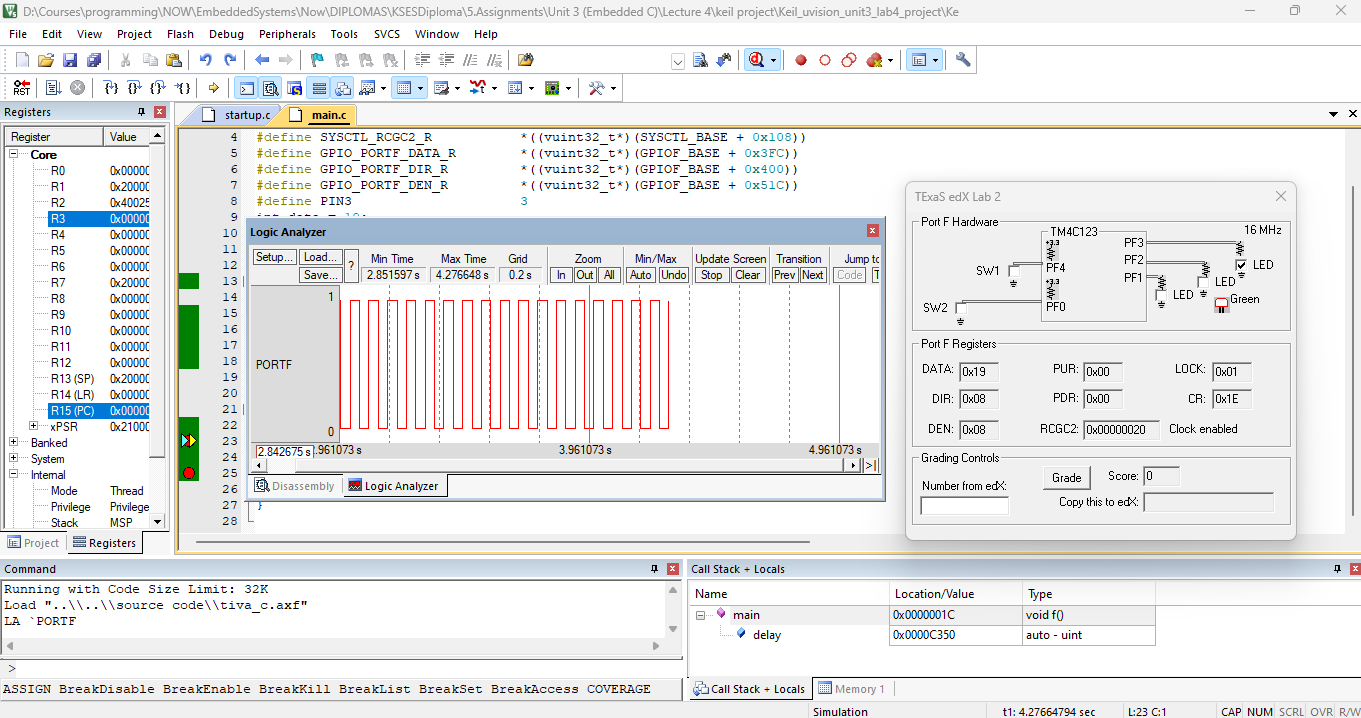 D:\Courses\programming\NOW\EmbeddedSystems\Now\DIPLOMAS\KSESDiploma\5.Assignments\Unit 3 (Embedded C)\Lecture 4\keil project\Keil_uvision_unit3_lab4_project\Ke
File Edit View Project Flash Debug Peripherals Tools SVCS Window Help
RST
Registers
Register Value
Core
R0 0x00000
R1 0x20000
R2 0x40025
R3 0x00000
R4 0x00000
R5 0x00000
R6 0x00000
R7 0x20000
R8 0x00000
R9 0x00000
R10 0x00000
R11 0x00000
R12 0x00000
R13 (SP) 0x20000
R14 (LR) 0x00000
R15 (PC) 0x00000
xPSR 0x21000
Banked
System
Internal
Mode Thread
Privilege Privilege
Stack MSP
Project Registers
startup.c main.c
4 #define SYSCTL_RCGC2_R *((vuint32_t*)(SYSCTL_BASE + 0x108))
5 #define GPIO_PORTF_DATA_R *((vuint32_t*)(GPIOF_BASE + 0x3FC))
6 #define GPIO_PORTF_DIR_R *((vuint32_t*)(GPIOF_BASE + 0x400))
7 #define GPIO_PORTF_DEN_R *((vuint32_t*)(GPIOF_BASE + 0x51C))
8 #define PIN3 3
9
10
11
12
13
14
15
16
17
18
19
20
21
22
23
24
25
26
27 }
28
Logic Analyzer
Setup... Load... Save... ?
Min Time 2.851597 s
Max Time 4.276648 s
Grid 0.2 s
Zoom In Out All
Min/Max Auto Undo
Update Screen Stop Clear
Transition Prev Next
Jump to Code T
1
PORTF
0
2.842675 s .961073 s 3.961073 s 4.961073 s
Disassembly Logic Analyzer
TExaS edX Lab 2
Port F Hardware
TM4C123 16 MHz
+3.3 PF3
SW1 PF4 PF2 LED
+3.3 PF1 LED
SW2 PF0 LED Green
Port F Registers
DATA: 0x19 PUR: 0x00 LOCK: 0x01
DIR: 0x08 PDR: 0x00 CR: 0x1E
DEN: 0x08 RCGC2: 0x00000020 Clock enabled
Grading Controls
Number from edX: Grade Score: 0
Copy this to edX:
Command
Running with Code Size Limit: 32K
Load "..\\..\\source code\\tiva_c.axf"
LA `PORTF
>
ASSIGN BreakDisable BreakEnable BreakKill BreakList BreakSet BreakAccess COVERAGE
Call Stack + Locals
Name Location/Value Type
main 0x0000001C void f()
delay 0x0000C350 auto - uint
Call Stack + Locals Memory 1
Simulation t1: 4.27664794 sec L:23 C:1 CAP NUM SCRL OVR R/W